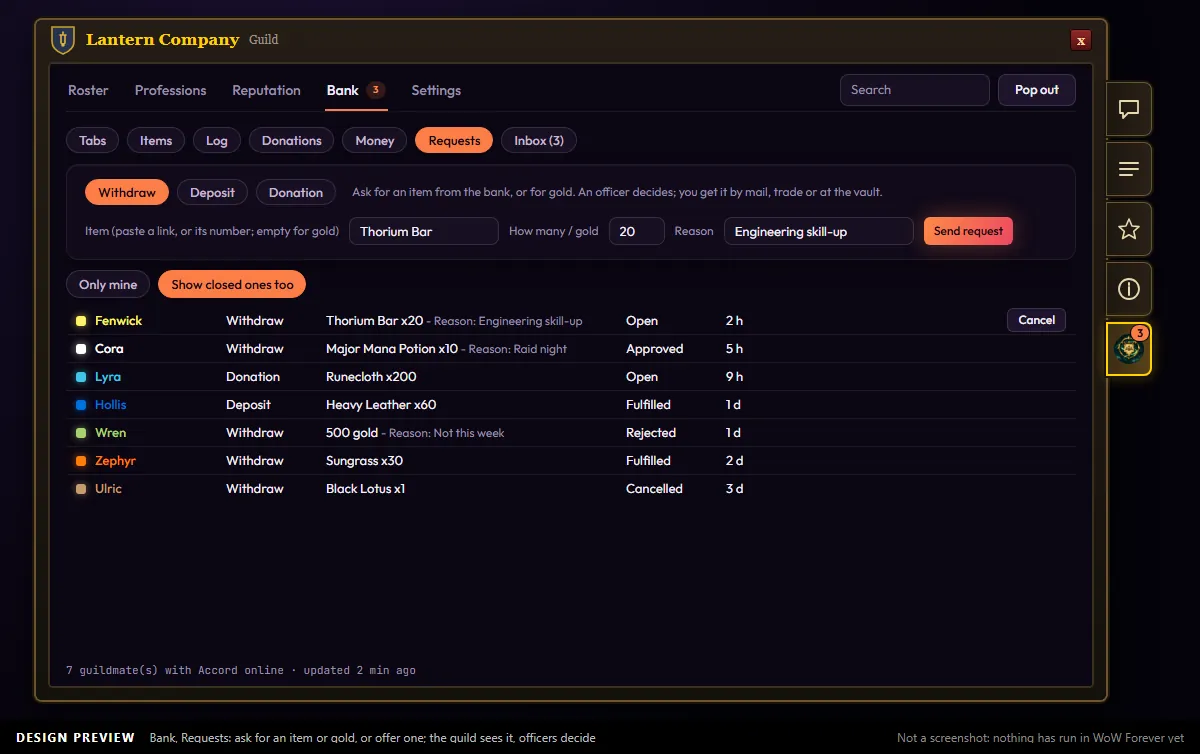 Lantern Company Guild
x
Roster Professions Reputation Bank 3 Settings Search Pop out
Tabs Items Log Donations Money Requests Inbox (3)
Withdraw Deposit Donation Ask for an item from the bank, or for gold. An officer decides; you get it by mail, trade or at the vault.
Item (paste a link, or its number; empty for gold) Thorium Bar How many / gold 20 Reason Engineering skill-up Send request
Only mine Show closed ones too
Fenwick Withdraw Thorium Bar x20 - Reason: Engineering skill-up Open 2 h Cancel
3
Cora Withdraw Major Mana Potion x10 - Reason: Raid night Approved 5 h
Lyra Donation Runecloth x200 Open 9 h
Hollis Deposit Heavy Leather x60 Fulfilled 1 d
Wren Withdraw 500 gold - Reason: Not this week Rejected 1 d
Zephyr Withdraw Sungrass x30 Fulfilled 2 d
Ulric Withdraw Black Lotus x1 Cancelled 3 d
7 guildmate(s) with Accord online · updated 2 min ago
DESIGN PREVIEW Bank, Requests: ask for an item or gold, or offer one; the guild sees it, officers decide Not a screenshot: nothing has run in WoW Forever yet